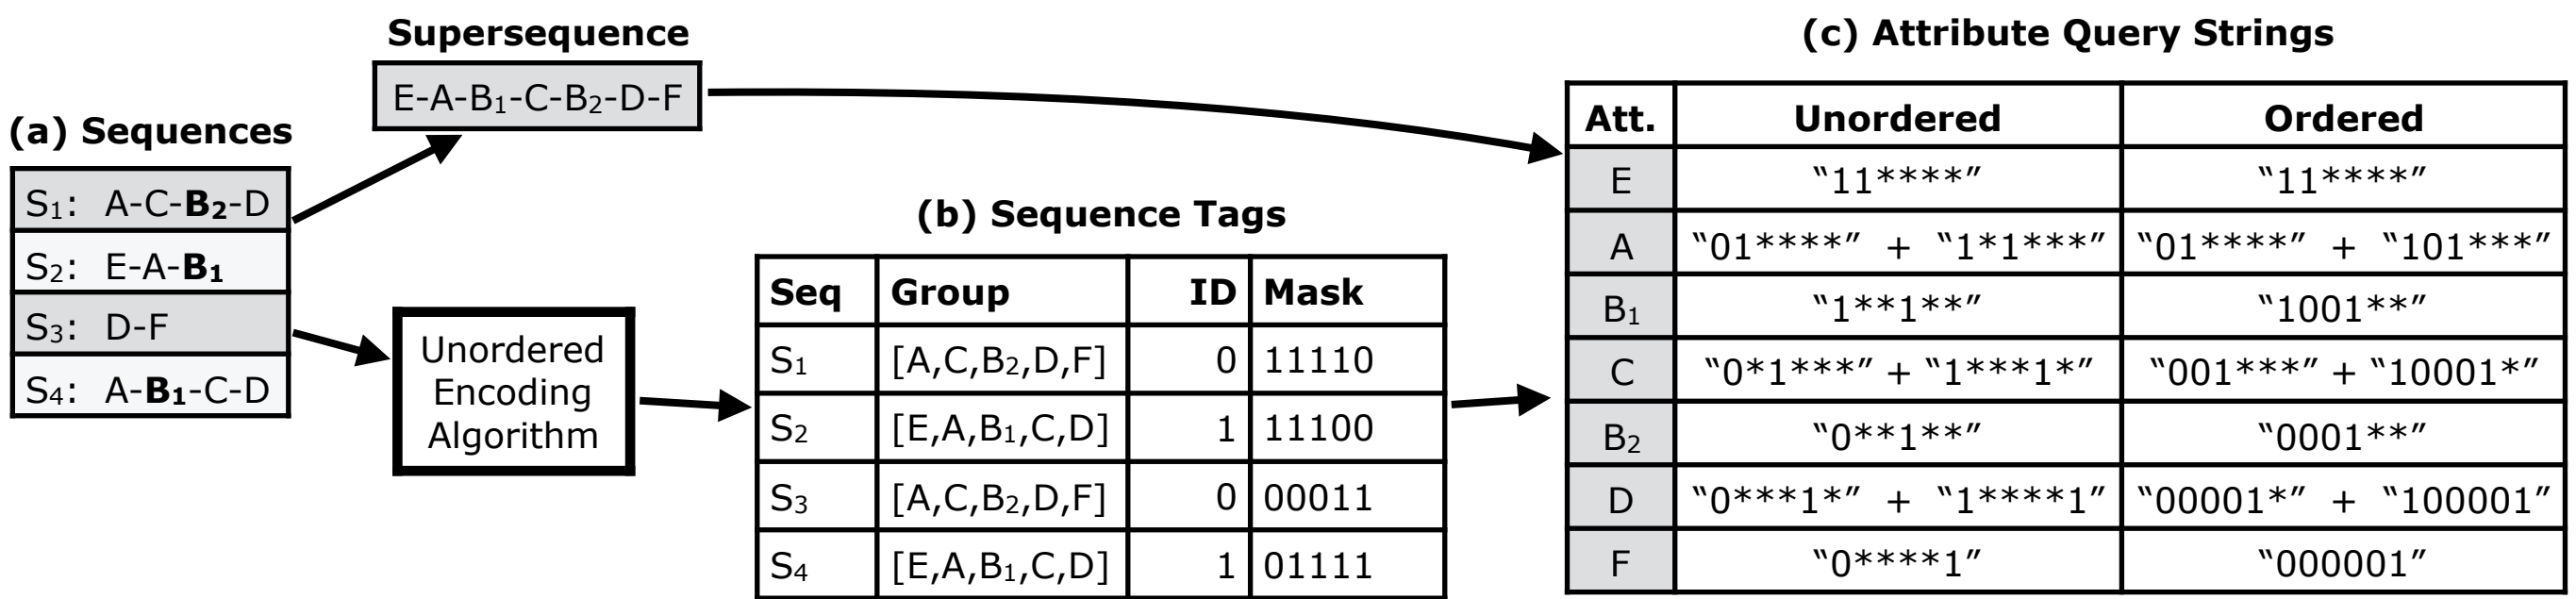 Supersequence
E-A-B₁-C-B₂-D-F
(a) Sequences
S₁: A-C-B₂-D
S₂: E-A-B₁
S₃: D-F
S₄: A-B₁-C-D
Unordered
Encoding
Algorithm
(b) Sequence Tags
Seq Group ID Mask
S₁ [A,C,B₂,D,F] 0 11110
S₂ [E,A,B₁,C,D] 1 11100
S₃ [A,C,B₂,D,F] 0 00011
S₄ [E,A,B₁,C,D] 1 01111
(c) Attribute Query Strings
Att. Unordered Ordered
E “11****” “11****”
A “01****” + “1*1***” “01****” + “101***”
B₁ “1**1**” “1001**”
C “0*1***” + “1***1*” “001***” + “10001*”
B₂ “0**1**” “0001**”
D “0***1*” + “1****1” “00001*” + “100001”
F “0****1” “000001”